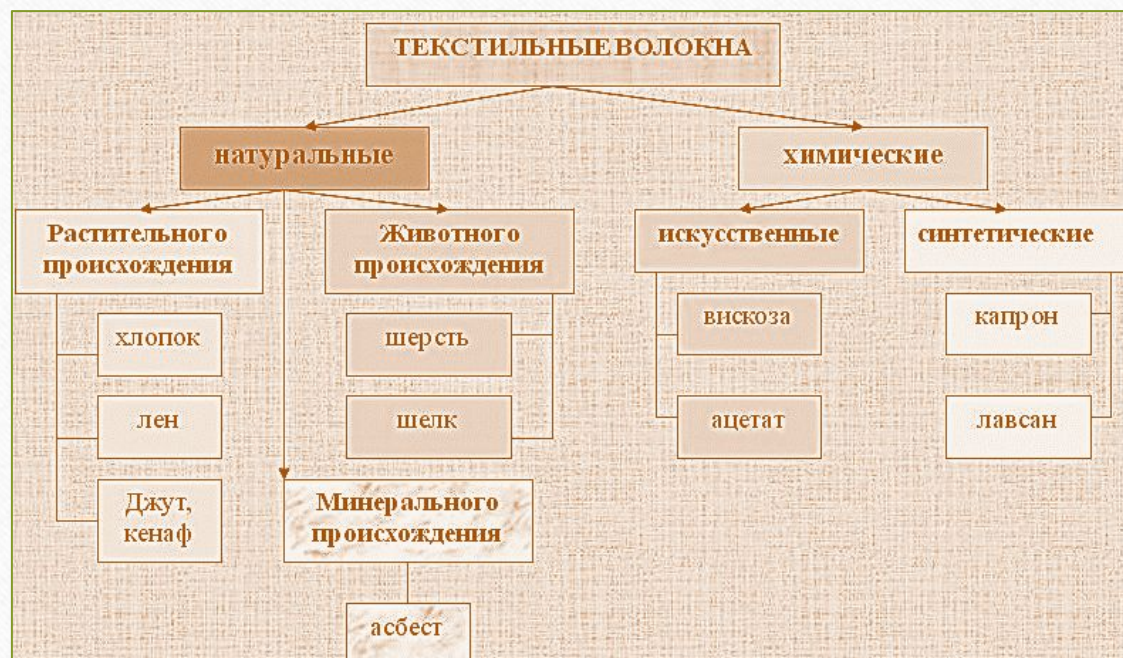 ТЕКСТИЛЬНЫЕ ВОЛОКНА
натуральные
химические
Растительного
происхождения
Животного
происхождения
искусственные
синтетические
хлопок
шерсть
вискоза
капрон
лен
шелк
ацетат
лавсан
Джут,
кенаф
Минерального
происхождения
асбест